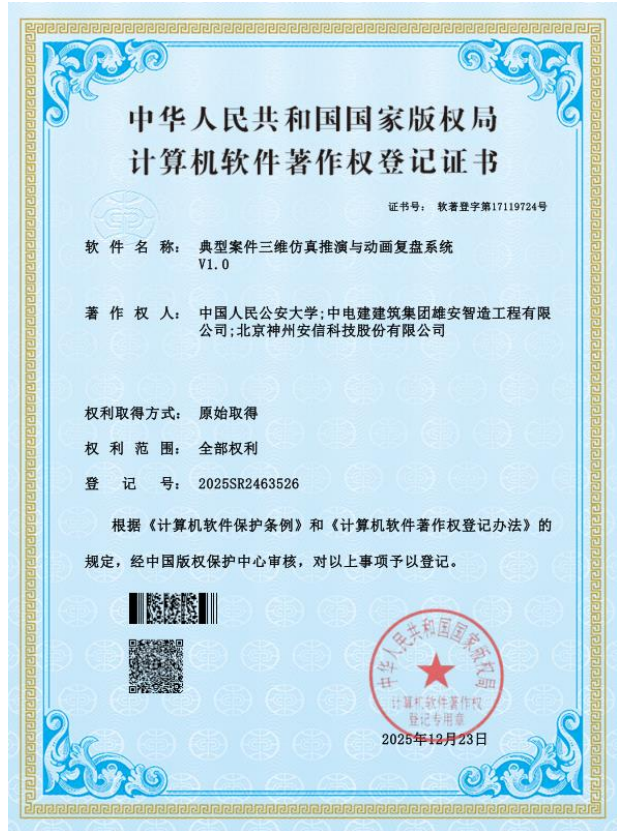 中华人民共和国国家版权局
计算机软件著作权登记证书
证书号： 软著登字第17119724号
软 件 名 称： 典型案件三维仿真推演与动画复盘系统
V1.0
著 作 权 人： 中国人民公安大学;中电建建筑集团雄安智造工程有限
公司;北京神州安信科技股份有限公司
权利取得方式： 原始取得
权 利 范 围： 全部权利
登 记 号： 2025SR2463526
根据《计算机软件保护条例》和《计算机软件著作权登记办法》的
规定，经中国版权保护中心审核，对以上事项予以登记。
中华人民共和国国家版权局
计算机软件著作权
登记专用章
2025年12月23日